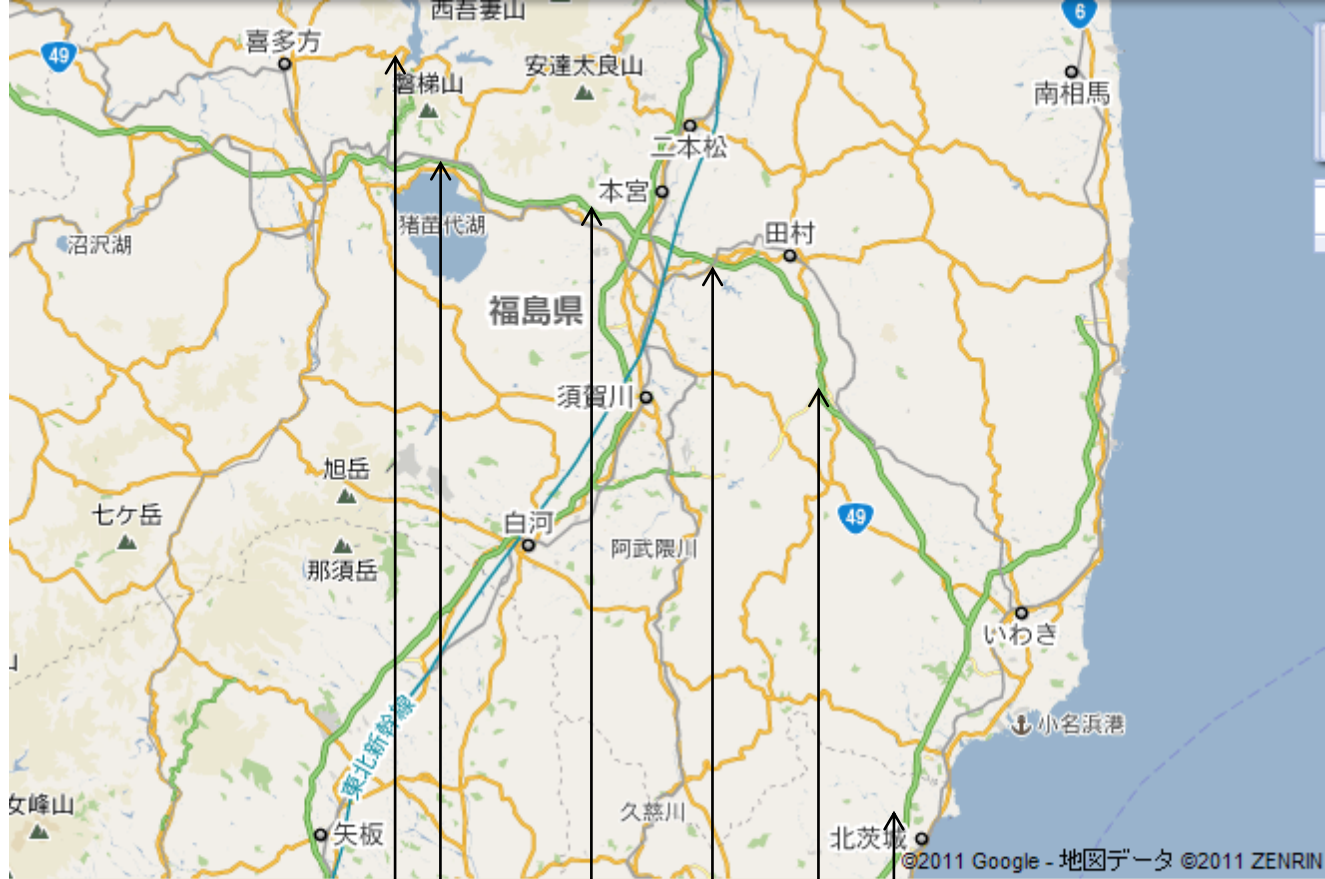 西吾妻山
6
49
喜多方
安達太良山
磐梯山
南相馬
二本松
本宮
猪苗代湖
田村
沼沢湖
福島県
須賀川
旭岳
七ケ岳
49
白河
阿武隈川
那須岳
いわき
山
東北新幹線
小名浜港
女峰山
久慈川
矢板
北茨城
©2011 Google - 地図データ ©2011 ZENRIN